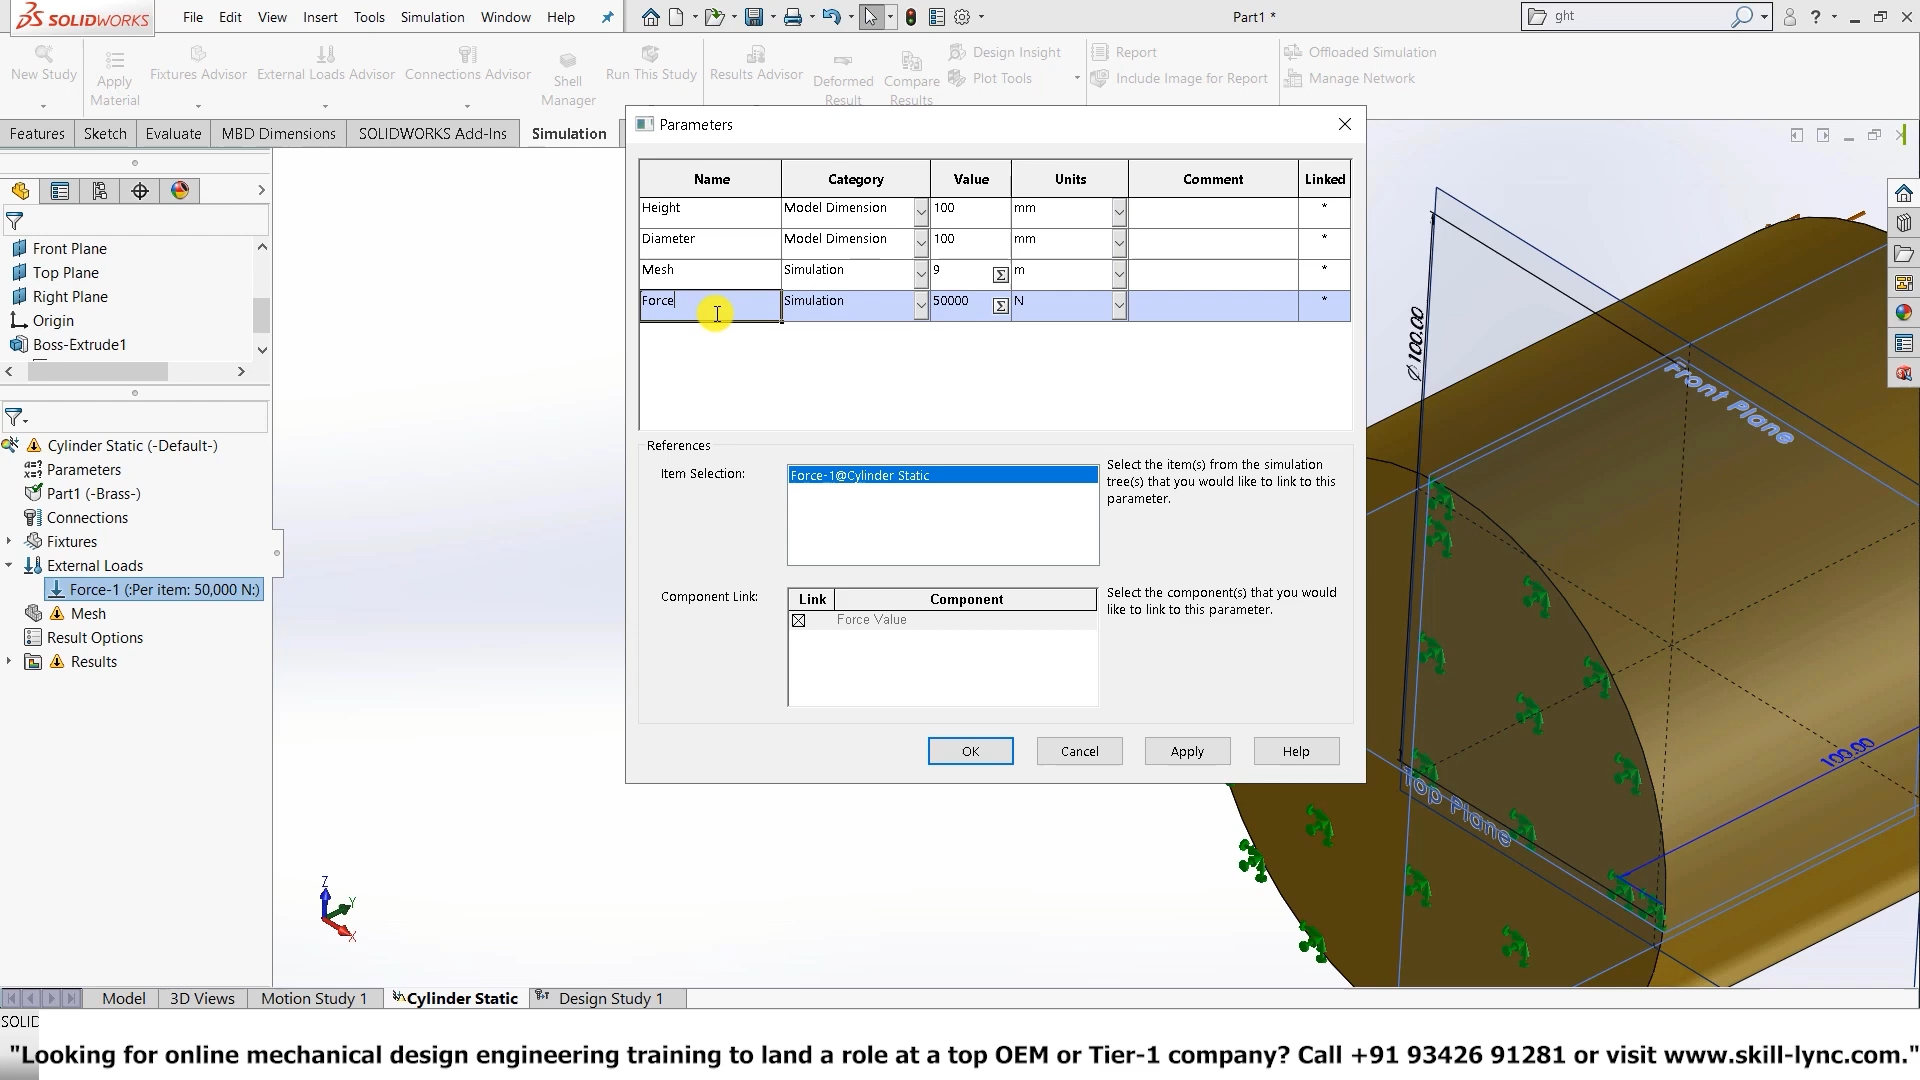 SOLIDWORKS File Edit View Insert Tools Simulation Window Help Part1 * ght ?
New Study Apply Material Fixtures Advisor External Loads Advisor Connections Advisor Shell Manager Run This Study Results Advisor Deformed Result Compare Results Design Insight Plot Tools Report Include Image for Report Offloaded Simulation Manage Network
Features Sketch Evaluate MBD Dimensions SOLIDWORKS Add-Ins Simulation
Parameters
Name Category Value Units Comment Linked
Height Model Dimension 100 mm *
Diameter Model Dimension 100 mm *
Mesh Simulation 9 Σ m *
Force Simulation 50000 Σ N *
References
Item Selection: Force-1@Cylinder Static
Select the item(s) from the simulation
tree(s) that you would like to link to this
parameter.
Component Link: Link Component
Force Value
Select the component(s) that you would
like to link to this parameter.
OK Cancel Apply Help
Front Plane
Top Plane
Right Plane
Origin
Boss-Extrude1
Cylinder Static (-Default-)
Parameters
Part1 (-Brass-)
Connections
Fixtures
External Loads
Force-1 (:Per item: 50,000 N:)
Mesh
Result Options
Results
Ø100.00
Front Plane
Top Plane
100.00
Z
Y
X
Model 3D Views Motion Study 1 Cylinder Static Design Study 1
SOLID
"Looking for online mechanical design engineering training to land a role at a top OEM or Tier-1 company? Call +91 93426 91281 or visit www.skill-lync.com."